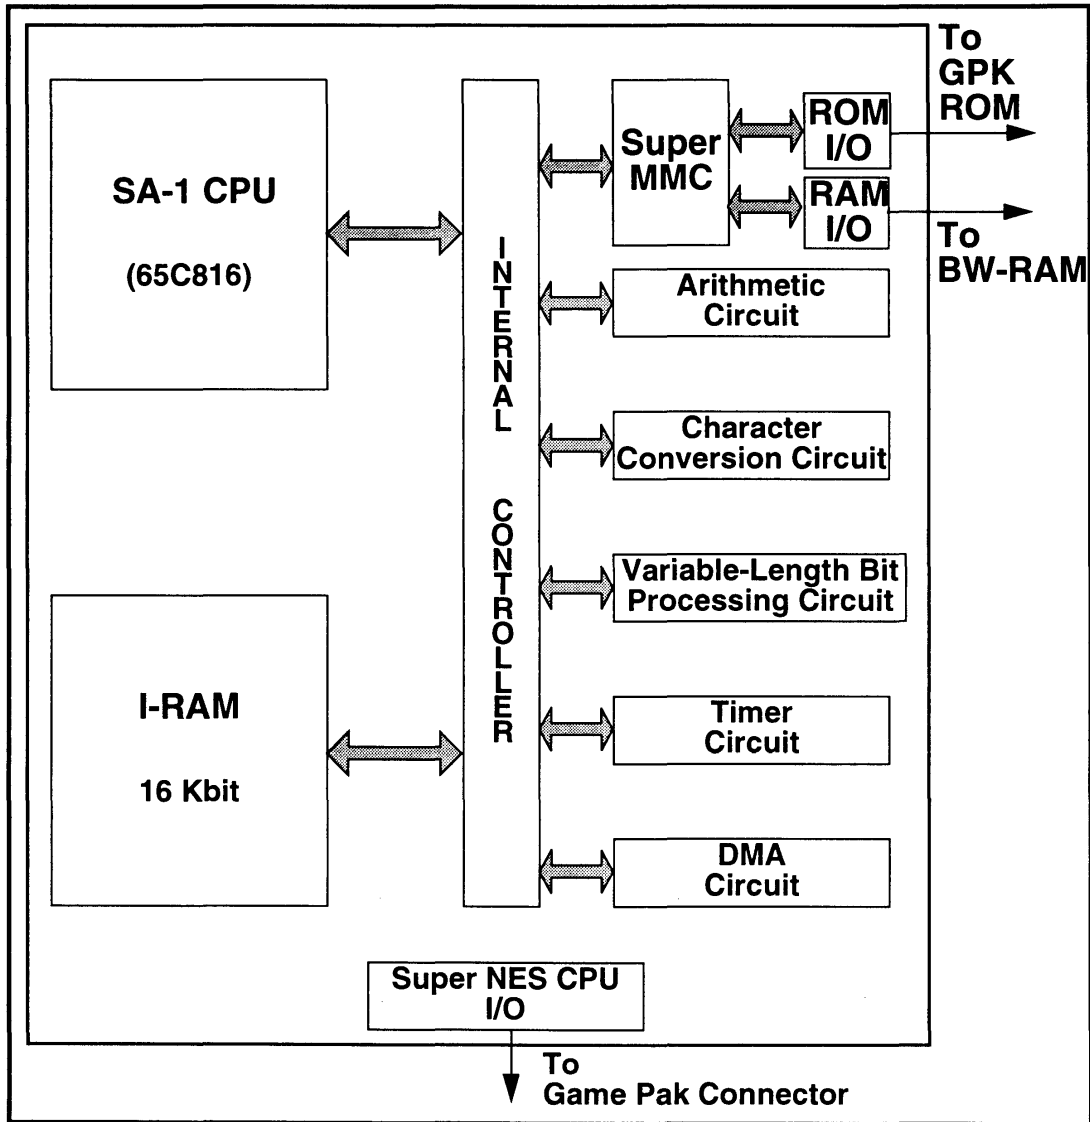 To
GPK
ROM
SA-1 CPU
(65C816)
INTERNAL
CONTROLLER
Super
MMC
ROM
I/O
RAM
I/O
To
BW-RAM
Arithmetic
Circuit
Character
Conversion Circuit
Variable-Length Bit
Processing Circuit
I-RAM
16 Kbit
Timer
Circuit
DMA
Circuit
Super NES CPU
I/O
To
Game Pak Connector